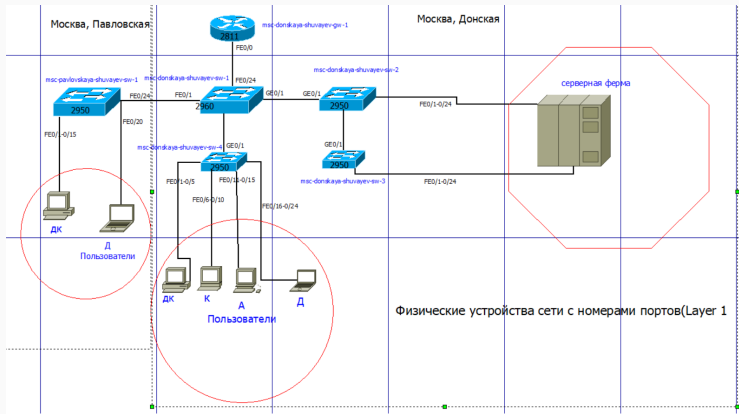 Москва, Павловская
Москва, Донская
msc-donskaya-shuvayev-gw-1
2811
FE0/0
msc-pavlovskaya-shuvayev-sw-1
msc-donskaya-shuvayev-sw-1
msc-donskaya-shuvayev-sw-2
FE0/24
серверная ферма
FE0/24
FE0/1
GE0/1
GE0/1
2950
2960
2950
FE0/1-0/24
FE0/20
FE0/1-0/15
msc-donskaya-shuvayev-sw-4
GE0/1
GE0/1
2950
2950
FE0/1-0/5
FE0/11-0/15
msc-donskaya-shuvayev-sw-3
FE0/1-0/24
FE0/6-0/10
FE0/16-0/24
ДК
Д
Пользователи
ДК
К
А
Д
Пользователи
Физические устройства сети с номерами портов(Layer 1